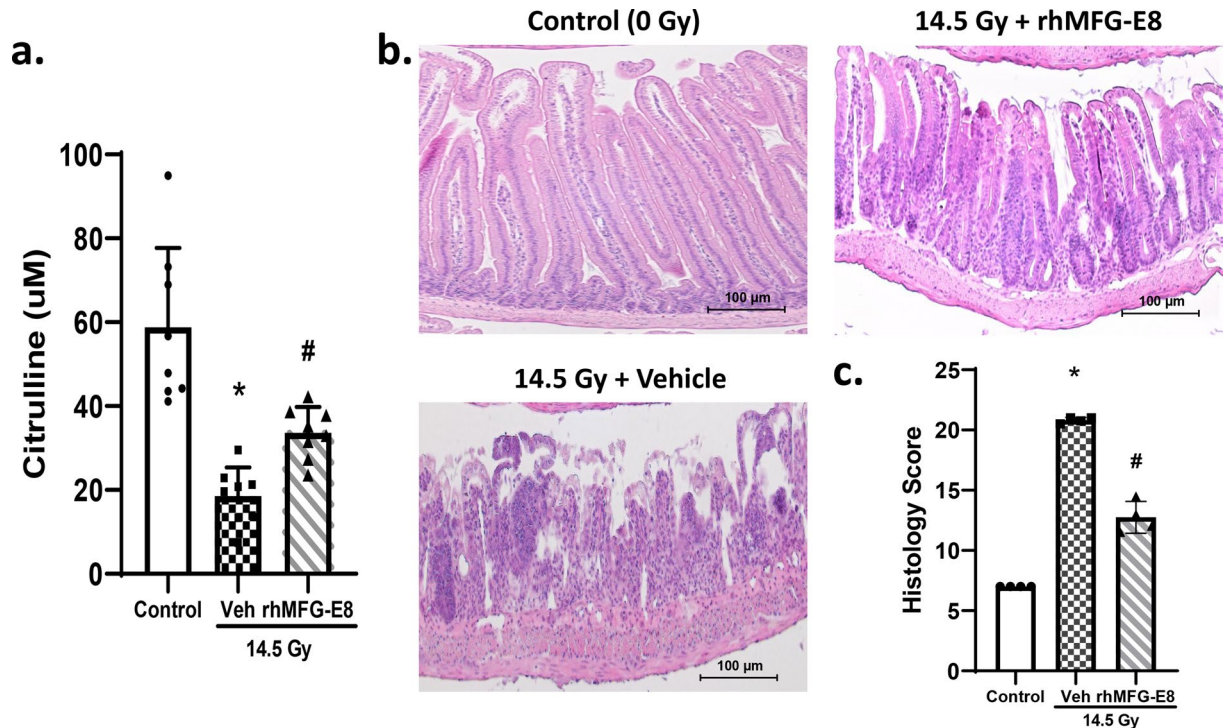 a.
Citrulline (uM)
100
80
60
40
20
0
*
#
Control Veh rhMFG-E8
14.5 Gy
b.
Control (0 Gy)
100 µm
14.5 Gy + rhMFG-E8
100 µm
14.5 Gy + Vehicle
100 µm
c.
Histology Score
25
20
15
10
5
0
*
#
Control Veh rhMFG-E8
14.5 Gy